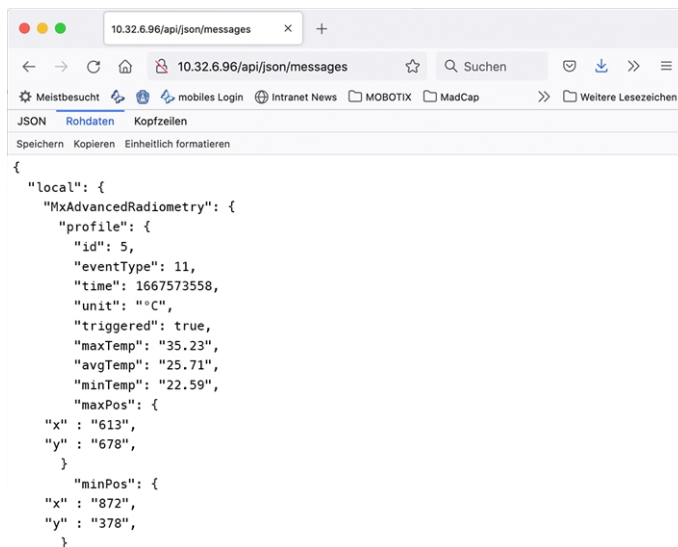 10.32.6.96/api/json/messages
10.32.6.96/api/json/messages Suchen
Meistbesucht mobiles Login Intranet News MOBOTIX MadCap Weitere Lesezeichen
JSON Rohdaten Kopfzeilen
Speichern Kopieren Einheitlich formatieren
{
"local": {
"MxAdvancedRadiometry": {
"profile": {
"id": 5,
"eventType": 11,
"time": 1667573558,
"unit": "°C",
"triggered": true,
"maxTemp": "35.23",
"avgTemp": "25.71",
"minTemp": "22.59",
"maxPos": {
"x" : "613",
"y" : "678",
}
"minPos": {
"x" : "872",
"y" : "378",
}